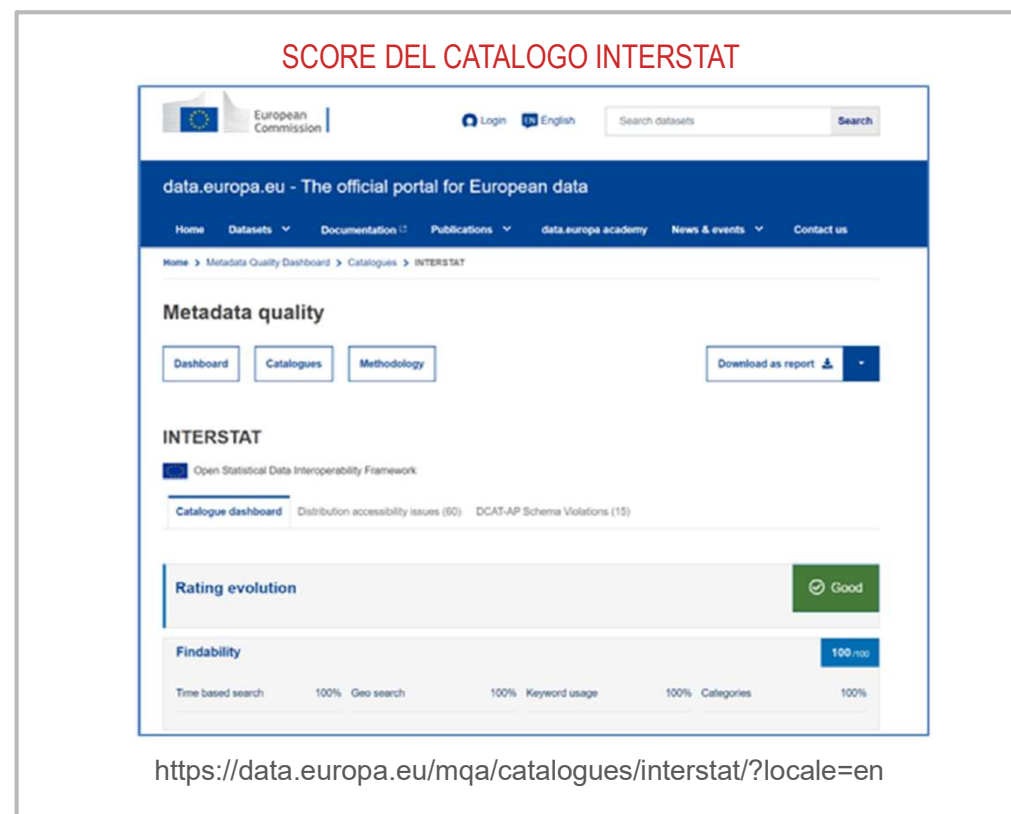 SCORE DEL CATALOGO INTERSTAT
European
Commission
Login EN English Search datasets Search
data.europa.eu - The official portal for European data
Home Datasets Documentation Publications data.europa academy News & events Contact us
Home > Metadata Quality Dashboard > Catalogues > INTERSTAT
Metadata quality
Dashboard Catalogues Methodology Download as report
INTERSTAT
Open Statistical Data Interoperability Framework
Catalogue dashboard Distribution accessibility issues (60) DCAT-AP Schema Violations (15)
Rating evolution Good
Findability 100 /100
Time based search 100% Geo search 100% Keyword usage 100% Categories 100%
https://data.europa.eu/mqa/catalogues/interstat/?locale=en